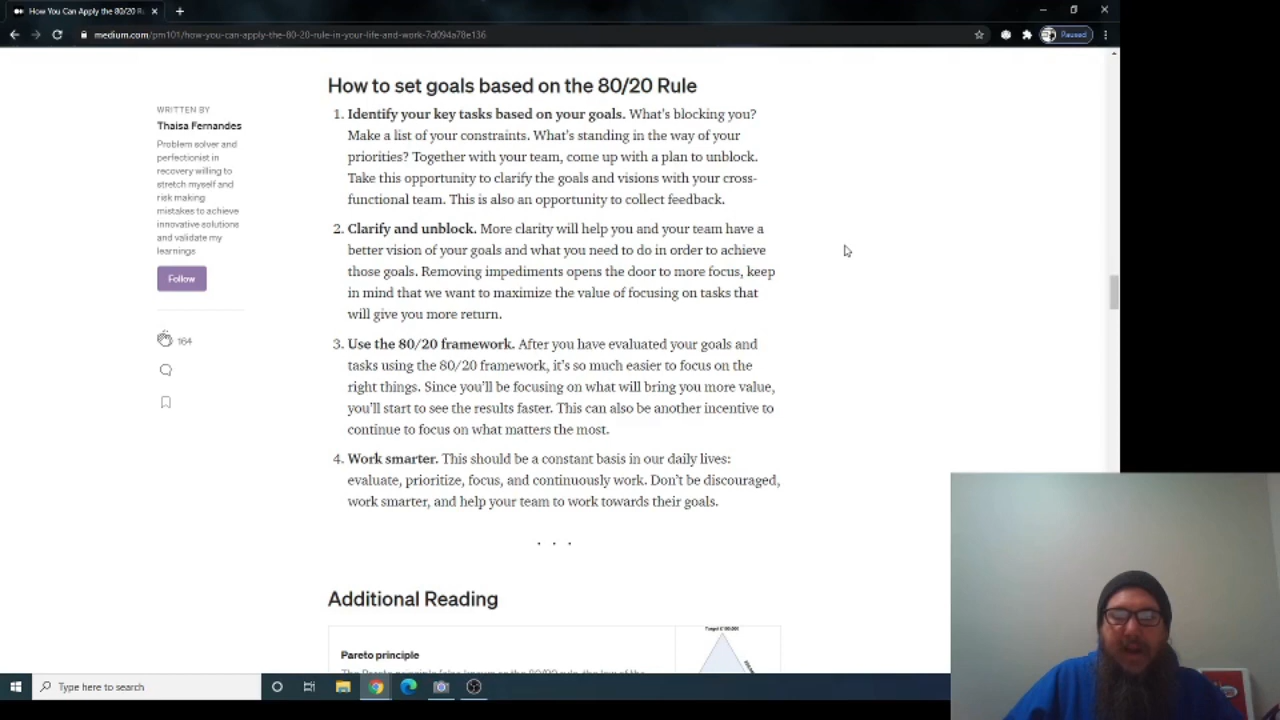 How You Can Apply the 80/20 R
medium.com/pm101/how-you-can-apply-the-80-20-rule-in-your-life-and-work-7d094a78e136
Paused
WRITTEN BY
Thaisa Fernandes
Problem solver and
perfectionist in
recovery willing to
stretch myself and
risk making
mistakes to achieve
innovative solutions
and validate my
learnings
Follow
164
How to set goals based on the 80/20 Rule
1. Identify your key tasks based on your goals. What's blocking you?
Make a list of your constraints. What's standing in the way of your
priorities? Together with your team, come up with a plan to unblock.
Take this opportunity to clarify the goals and visions with your cross-
functional team. This is also an opportunity to collect feedback.
2. Clarify and unblock. More clarity will help you and your team have a
better vision of your goals and what you need to do in order to achieve
those goals. Removing impediments opens the door to more focus, keep
in mind that we want to maximize the value of focusing on tasks that
will give you more return.
3. Use the 80/20 framework. After you have evaluated your goals and
tasks using the 80/20 framework, it's so much easier to focus on the
right things. Since you'll be focusing on what will bring you more value,
you'll start to see the results faster. This can also be another incentive to
continue to focus on what matters the most.
4. Work smarter. This should be a constant basis in our daily lives:
evaluate, prioritize, focus, and continuously work. Don't be discouraged,
work smarter, and help your team to work towards their goals.
. . .
Additional Reading
Pareto principle
Type here to search